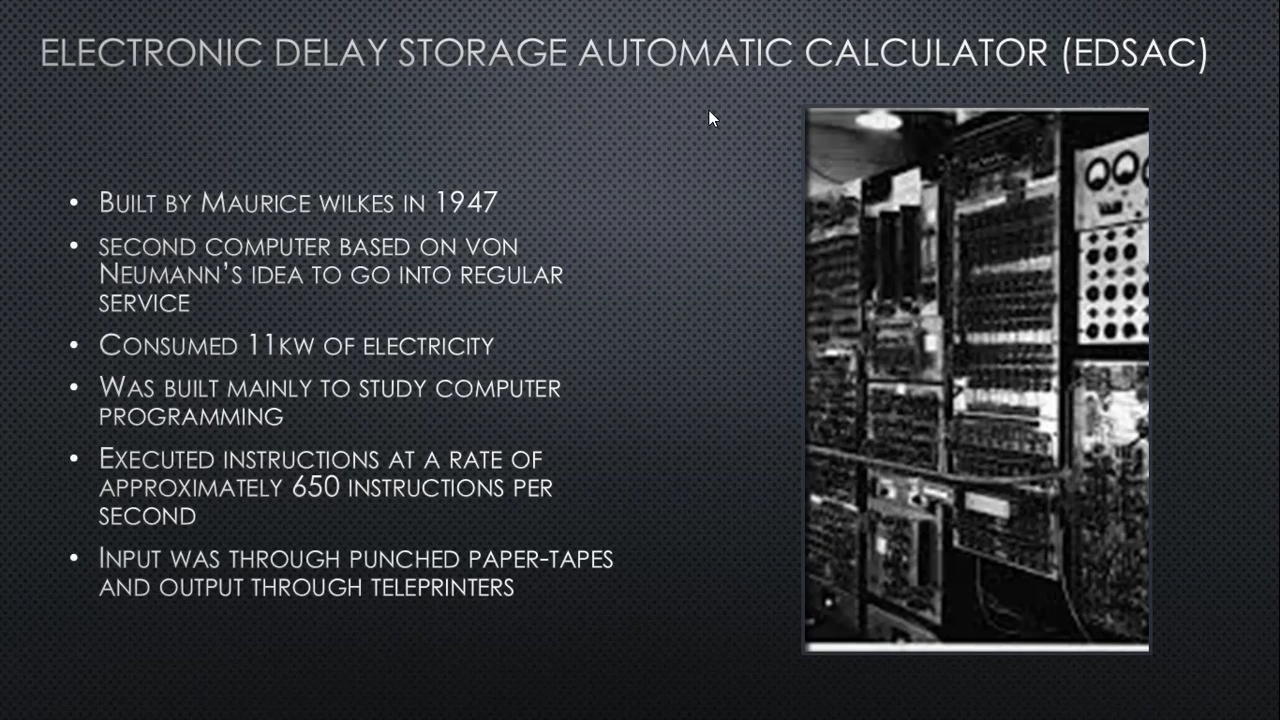 ELECTRONIC DELAY STORAGE AUTOMATIC CALCULATOR (EDSAC)
• BUILT BY MAURICE WILKES IN 1947
• SECOND COMPUTER BASED ON VON
NEUMANN'S IDEA TO GO INTO REGULAR
SERVICE
• CONSUMED 11KW OF ELECTRICITY
• WAS BUILT MAINLY TO STUDY COMPUTER
PROGRAMMING
• EXECUTED INSTRUCTIONS AT A RATE OF
APPROXIMATELY 650 INSTRUCTIONS PER
SECOND
• INPUT WAS THROUGH PUNCHED PAPER-TAPES
AND OUTPUT THROUGH TELEPRINTERS